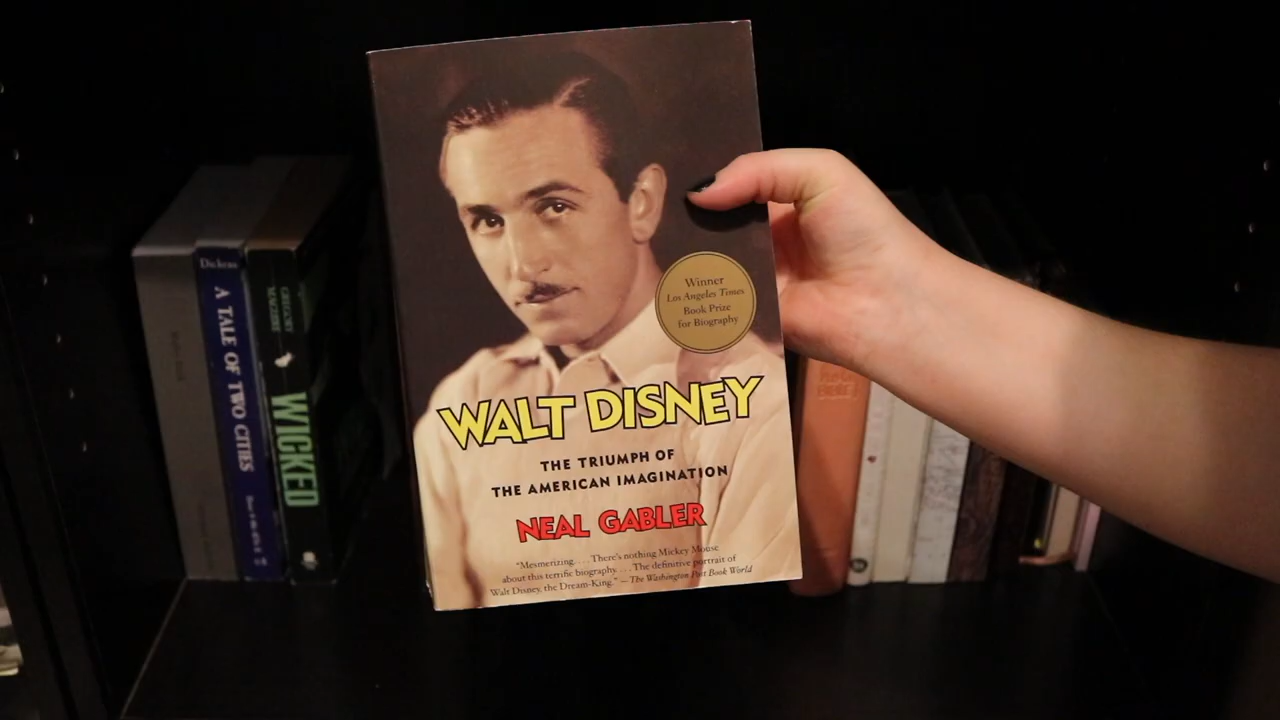 WALT DISNEY
THE TRIUMPH OF
THE AMERICAN IMAGINATION
NEAL GABLER
"Mesmerizing. . . . There's nothing Mickey Mouse
about this terrific biography. . . . The definitive portrait of
Walt Disney, the Dream-King." —The Washington Post Book World
Winner
Los Angeles Times
Book Prize
for Biography
Dickens
A TALE OF TWO CITIES
GREGORY
MAGUIRE
WICKED